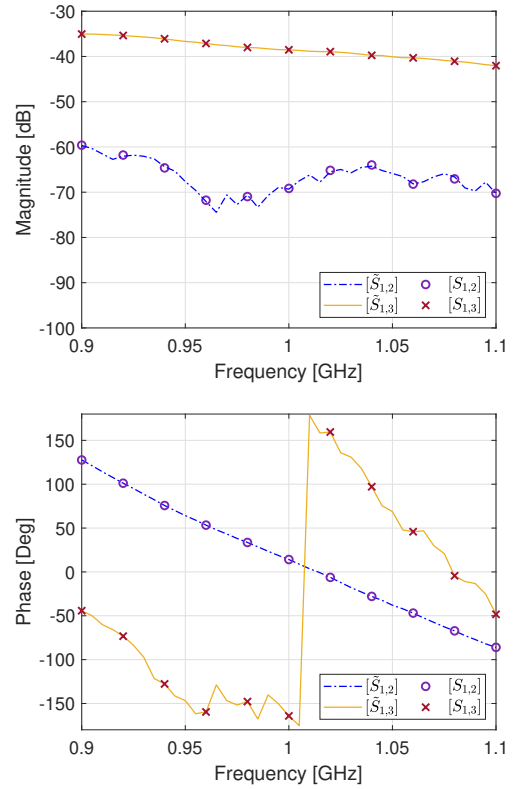 -30
-40
-50
-60
-70
-80
-90
-100
Magnitude [dB]
[S̃1,2] [S1,2]
[S̃1,3] [S1,3]
0.9 0.95 1 1.05 1.1
Frequency [GHz]
150
100
50
0
-50
-100
-150
Phase [Deg]
[S̃1,2] [S1,2]
[S̃1,3] [S1,3]
0.9 0.95 1 1.05 1.1
Frequency [GHz]